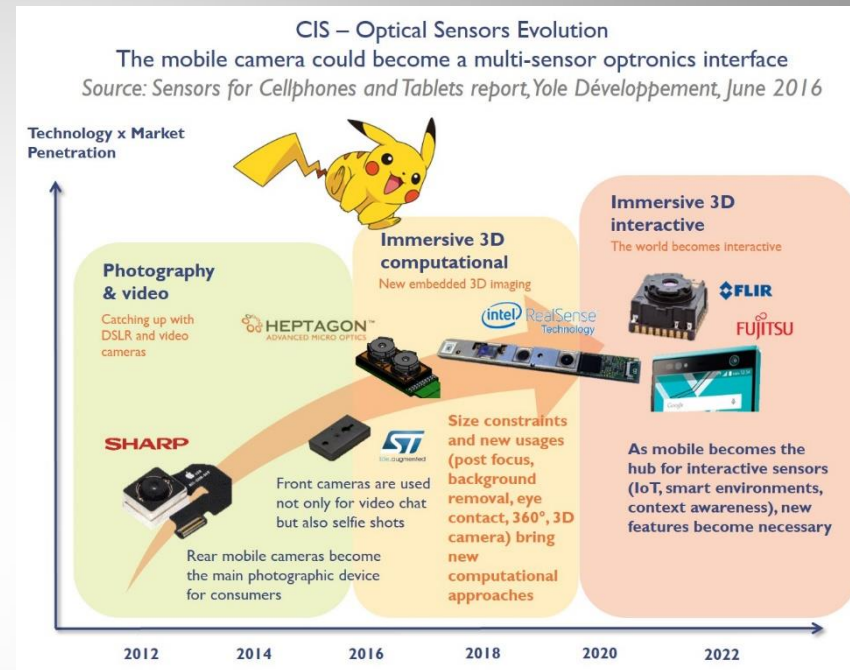 CIS – Optical Sensors Evolution
The mobile camera could become a multi-sensor optronics interface
Source: Sensors for Cellphones and Tablets report, Yole Développement, June 2016
Technology x Market
Penetration
Photography
& video
Catching up with
DSLR and video
cameras
HEPTAGON™
ADVANCED MICRO OPTICS
SHARP
ST
life.augmented
Front cameras are used
not only for video chat
but also selfie shots
Rear mobile cameras become
the main photographic device
for consumers
Immersive 3D
computational
New embedded 3D imaging
intel RealSense
Technology
Size constraints
and new usages
(post focus,
background
removal, eye
contact, 360°, 3D
camera) bring
new
computational
approaches
Immersive 3D
interactive
The world becomes interactive
FLIR
FUJITSU
Google
As mobile becomes the
hub for interactive sensors
(IoT, smart environments,
context awareness), new
features become necessary
2012 2014 2016 2018 2020 2022